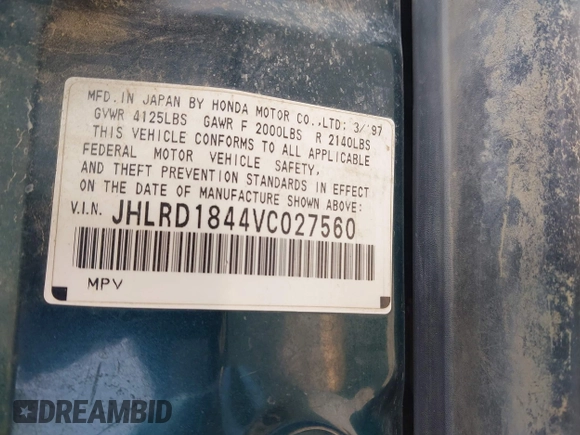 MFD. IN JAPAN BY HONDA MOTOR CO.,LTD: 3/'97
GVWR 4125LBS GAWR F 2000LBS R 2140LBS
THIS VEHICLE CONFORMS TO ALL APPLICABLE
FEDERAL MOTOR VEHICLE SAFETY,
AND THEFT PREVENTION STANDARDS IN EFFECT
ON THE DATE OF MANUFACTURE SHOWN ABOVE:
V.I.N. JHLRD1844VC027560
MPV
DREAMBID